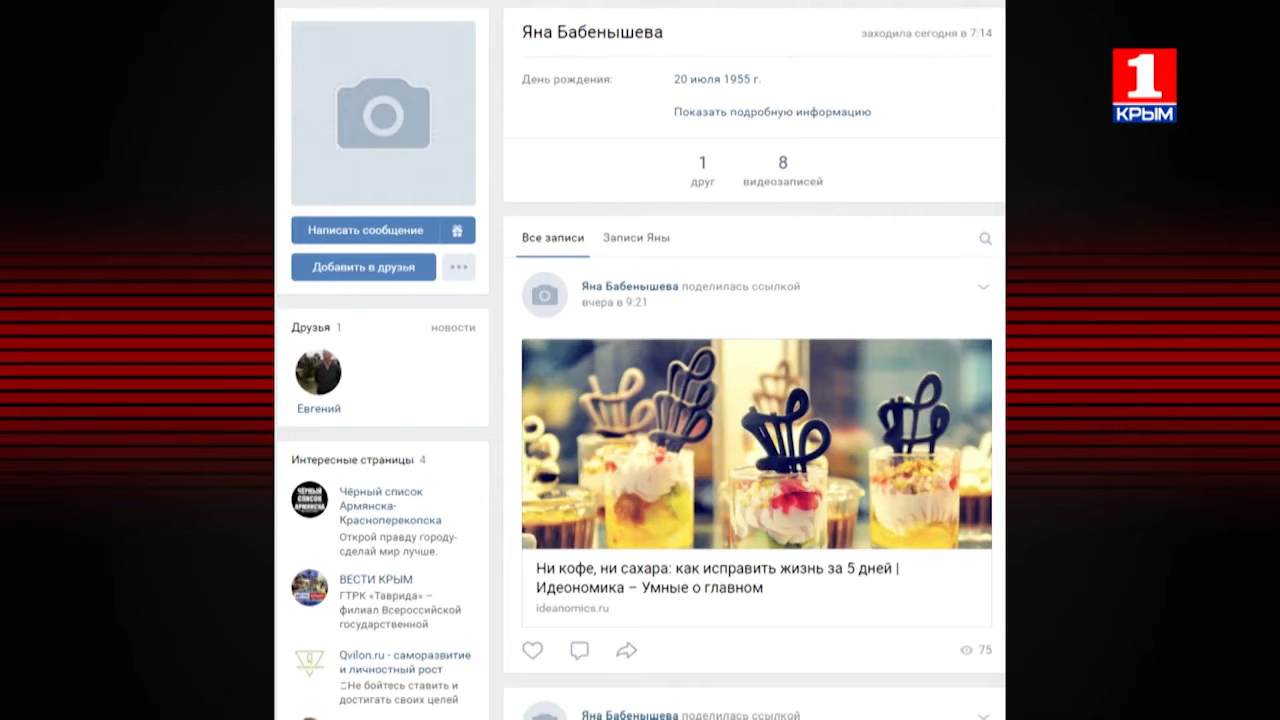 Яна Бабенышева
заходила сегодня в 7:14
День рождения:
20 июля 1955 г.
Показать подробную информацию
1
друг
8
видеозаписей
1
КРЫМ
Написать сообщение
Добавить в друзья
Друзья 1
новости
Евгений
Интересные страницы 4
ЧЁРНЫЙ
СПИСОК
АРМЯНСКА
Чёрный список
Армянска-
Красноперекопска
Открой правду городу-
сделай мир лучше.
ВЕСТИ КРЫМ
ГТРК «Таврида» –
филиал Всероссийской
государственной
Qvilon.ru - саморазвитие
и личностный рост
Не бойтесь ставить и
достигать своих целей
Все записи
Записи Яны
Яна Бабенышева поделилась ссылкой
вчера в 9:21
Ни кофе, ни сахара: как исправить жизнь за 5 дней |
Идеономика – Умные о главном
ideanomics.ru
75
Яна Бабенышева поделилась ссылкой